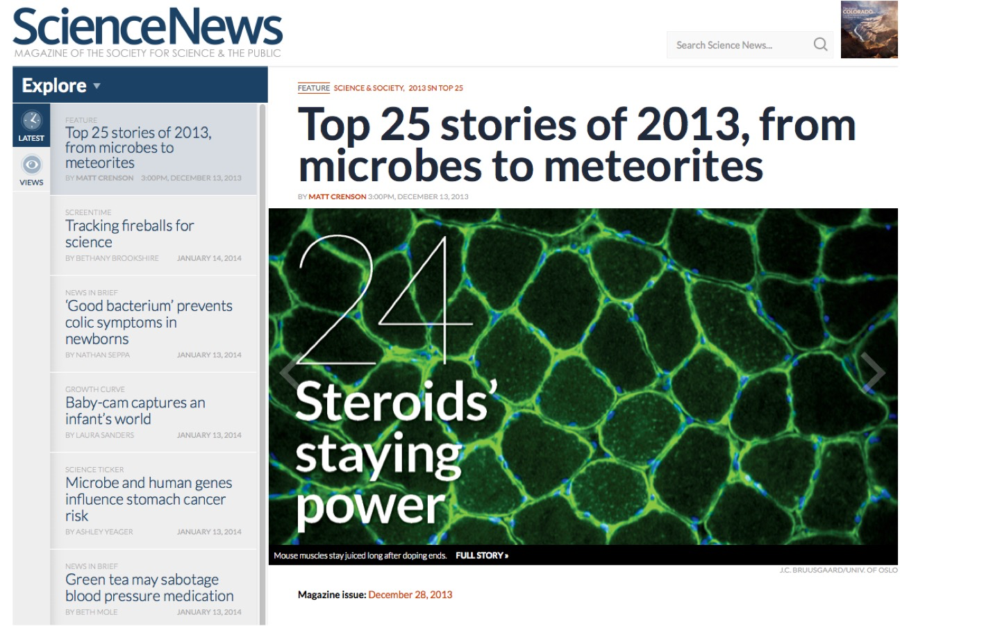 ScienceNews
MAGAZINE OF THE SOCIETY FOR SCIENCE & THE PUBLIC
Search Science News...
COLORADO
Explore
LATEST
VIEWS
FEATURE
Top 25 stories of 2013,
from microbes to
meteorites
BY MATT CRENSON 3:00PM, DECEMBER 13, 2013
SCREENTIME
Tracking fireballs for
science
BY BETHANY BROOKSHIRE JANUARY 14, 2014
NEWS IN BRIEF
‘Good bacterium’ prevents
colic symptoms in
newborns
BY NATHAN SEPPA JANUARY 13, 2014
GROWTH CURVE
Baby-cam captures an
infant’s world
BY LAURA SANDERS JANUARY 13, 2014
SCIENCE TICKER
Microbe and human genes
influence stomach cancer
risk
BY ASHLEY YEAGER JANUARY 13, 2014
NEWS IN BRIEF
Green tea may sabotage
blood pressure medication
BY BETH MOLE JANUARY 13, 2014
FEATURE SCIENCE & SOCIETY, 2013 SN TOP 25
Top 25 stories of 2013, from
microbes to meteorites
BY MATT CRENSON 3:00PM, DECEMBER 13, 2013
24
Steroids’
staying
power
Mouse muscles stay juiced long after doping ends. FULL STORY »
J.C. BRUUSGAARD/UNIV. OF OSLO
Magazine issue: December 28, 2013